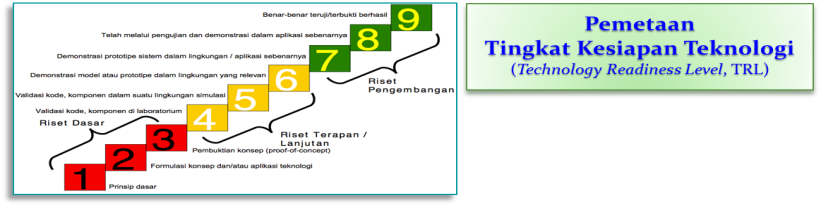 Benar-benar teruji/terbukti berhasil
9
Telah melalui pengujian dan demonstrasi dalam aplikasi sebenarnya
8
Demonstrasi prototipe sistem dalam lingkungan / aplikasi sebenarnya
7
Demonstrasi model atau prototipe dalam lingkungan yang relevan
6
Riset
Pengembangan
Validasi kode, komponen dalam suatu lingkungan simulasi
5
Validasi kode, komponen di laboratorium
4
Riset Dasar
3
Riset Terapan /
Lanjutan
Pembuktian konsep (proof-of-concept)
2
Formulasi konsep dan/atau aplikasi teknologi
1
Prinsip dasar
Pemetaan
Tingkat Kesiapan Teknologi
(Technology Readiness Level, TRL)